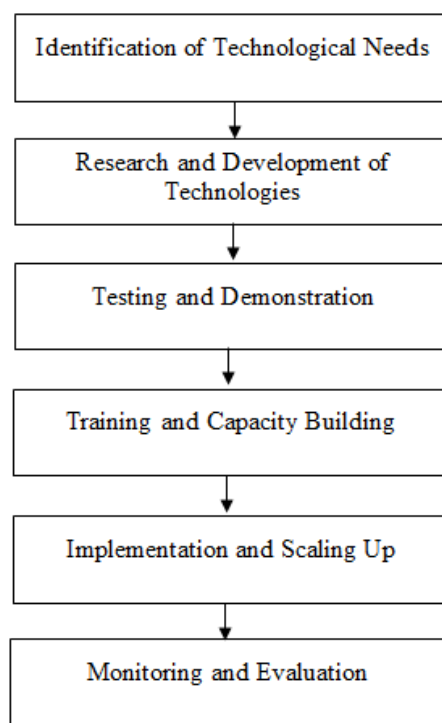 Identification of Technological Needs
Research and Development of
Technologies
Testing and Demonstration
Training and Capacity Building
Implementation and Scaling Up
Monitoring and Evaluation